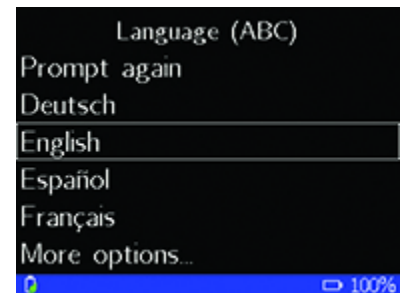 Language (ABC)
Prompt again
Deutsch
English
Español
Français
More options...
100%